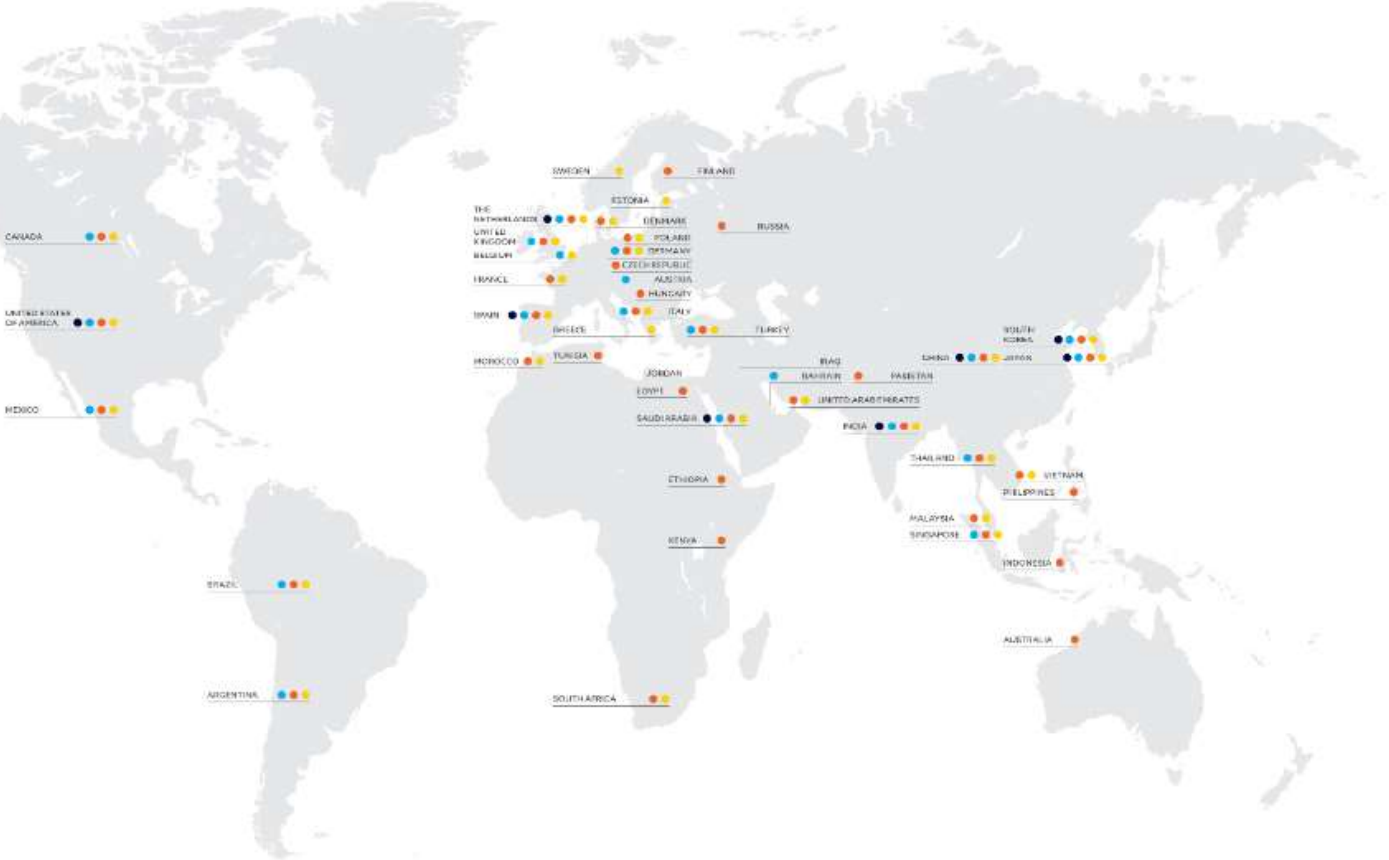 SWEDEN
FINLAND
ESTONIA
THE
NETHERLANDS
DENMARK
RUSSIA
CANADA
UNITED
KINGDOM
POLAND
BELGIUM
GERMANY
CZECH REPUBLIC
FRANCE
AUSTRIA
HUNGARY
UNITED STATES
OF AMERICA
SPAIN
ITALY
GREECE
TURKEY
SOUTH
KOREA
MOROCCO
TUNISIA
CHINA
JAPAN
IRAQ
JORDAN
BAHRAIN
PAKISTAN
EGYPT
UNITED ARAB EMIRATES
MEXICO
SAUDI ARABIA
INDIA
THAILAND
ETHIOPIA
VIETNAM
PHILIPPINES
MALAYSIA
SINGAPORE
KENYA
INDONESIA
BRAZIL
AUSTRALIA
ARGENTINA
SOUTH AFRICA